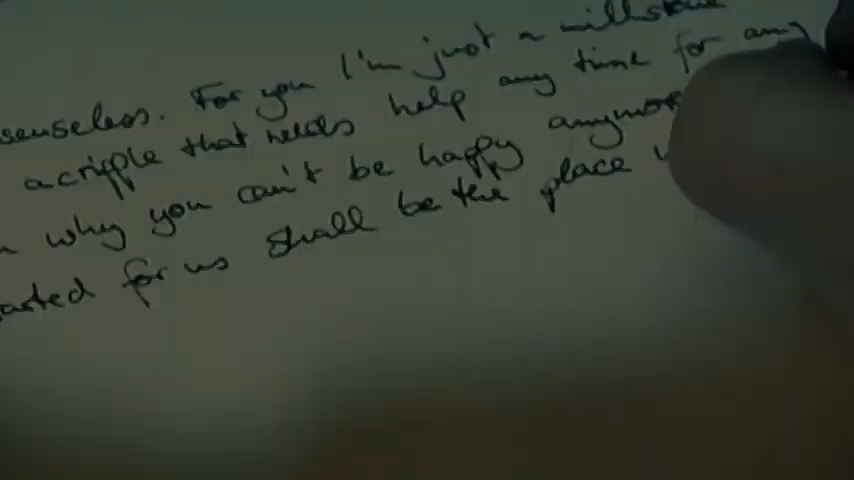 senseless. For you I'm just a millstone
a cripple that needs help any time for any
why you can't be happy anymore
for us shall be the place